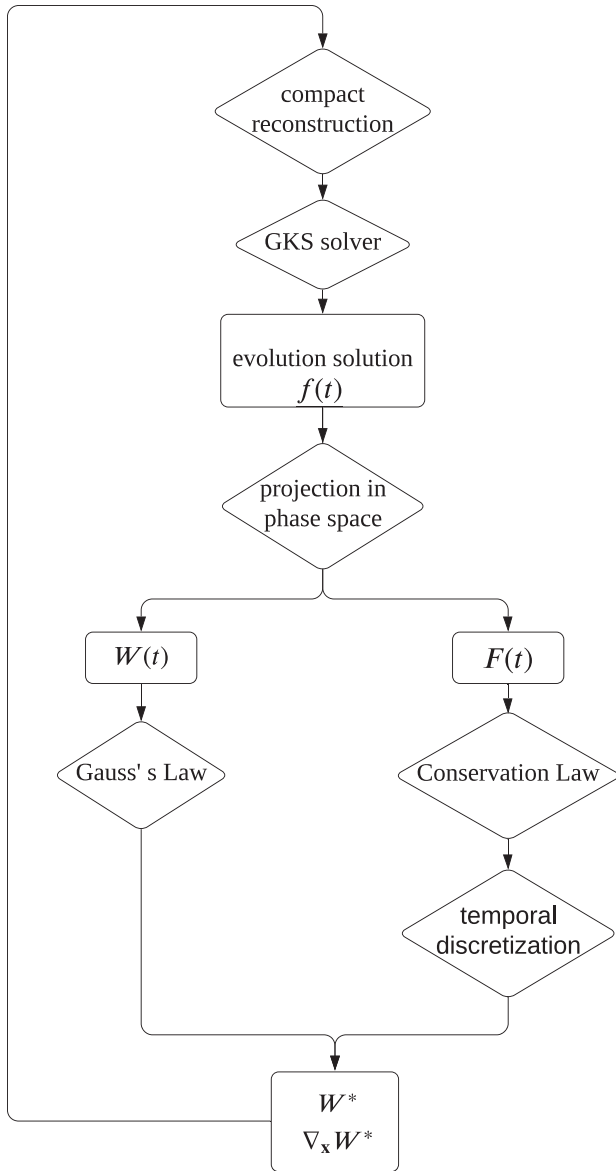 compact
reconstruction
GKS solver
evolution solution
f(t)
projection in
phase space
W(t)
F(t)
Gauss' s Law
Conservation Law
temporal
discretization
W*
∇ₓW*